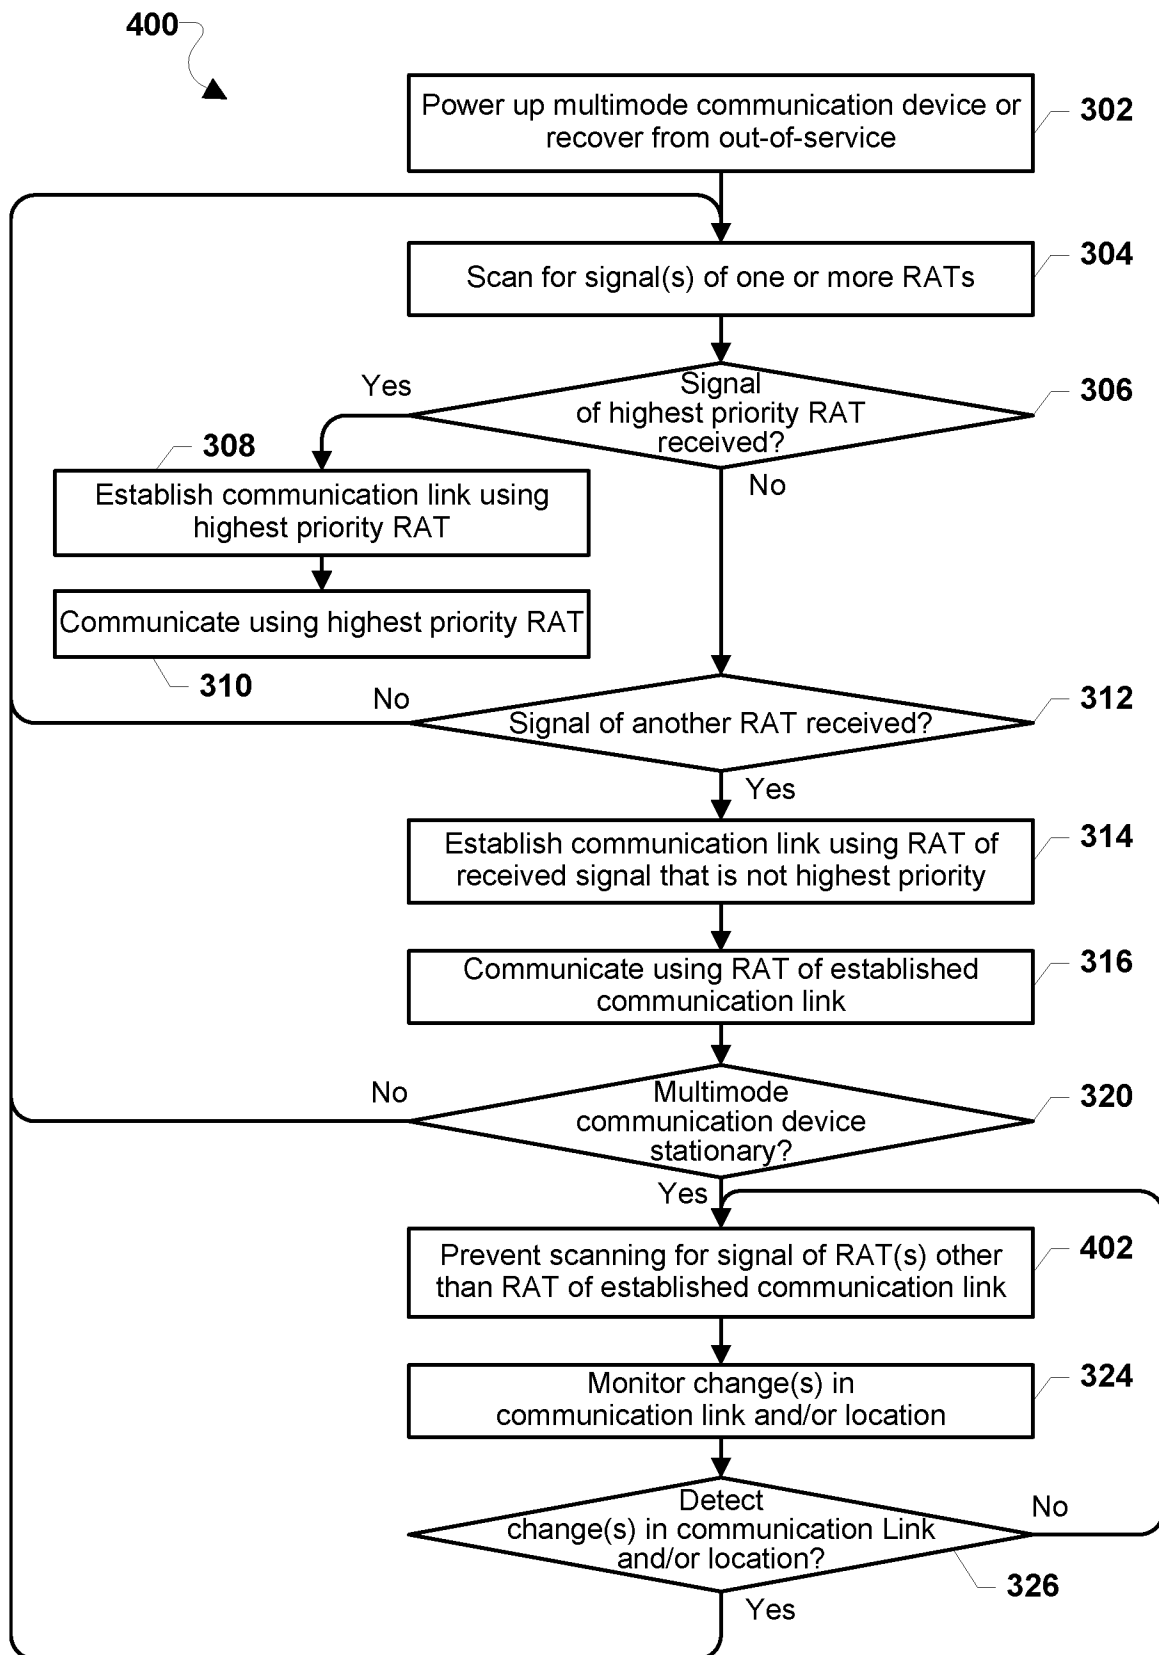 400
Power up multimode communication device or
recover from out-of-service
302
Scan for signal(s) of one or more RATs
304
Yes
Signal
of highest priority RAT
received?
306
308
No
Establish communication link using
highest priority RAT
Communicate using highest priority RAT
310
No
Signal of another RAT received?
312
Yes
Establish communication link using RAT of
received signal that is not highest priority
314
Communicate using RAT of established
communication link
316
No
Multimode
communication device
stationary?
320
Yes
Prevent scanning for signal of RAT(s) other
than RAT of established communication link
402
Monitor change(s) in
communication link and/or location
324
Detect
change(s) in communication Link
and/or location?
No
326
Yes